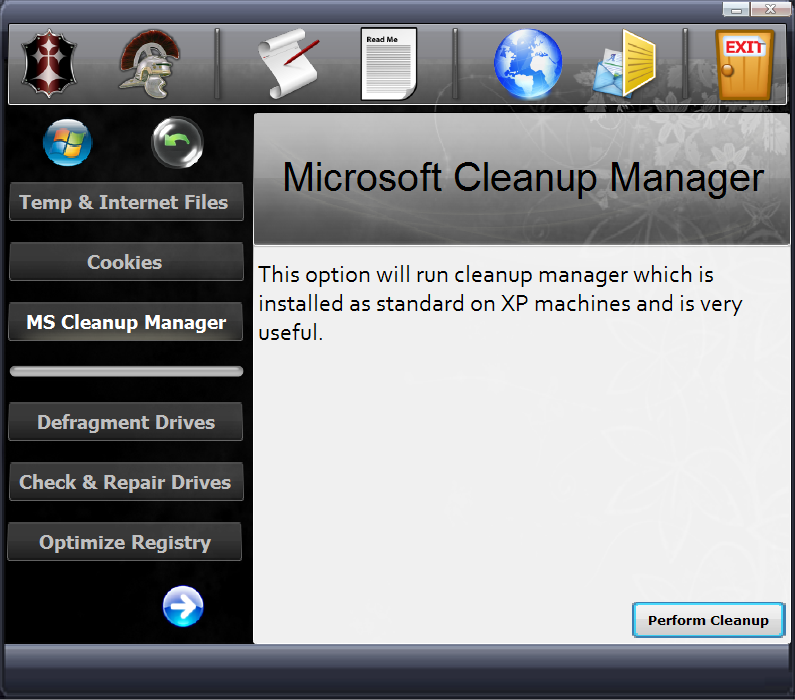 Read Me
EXIT
Temp & Internet Files
Cookies
MS Cleanup Manager
Defragment Drives
Check & Repair Drives
Optimize Registry
Microsoft Cleanup Manager
This option will run cleanup manager which is
installed as standard on XP machines and is very
useful.
Perform Cleanup